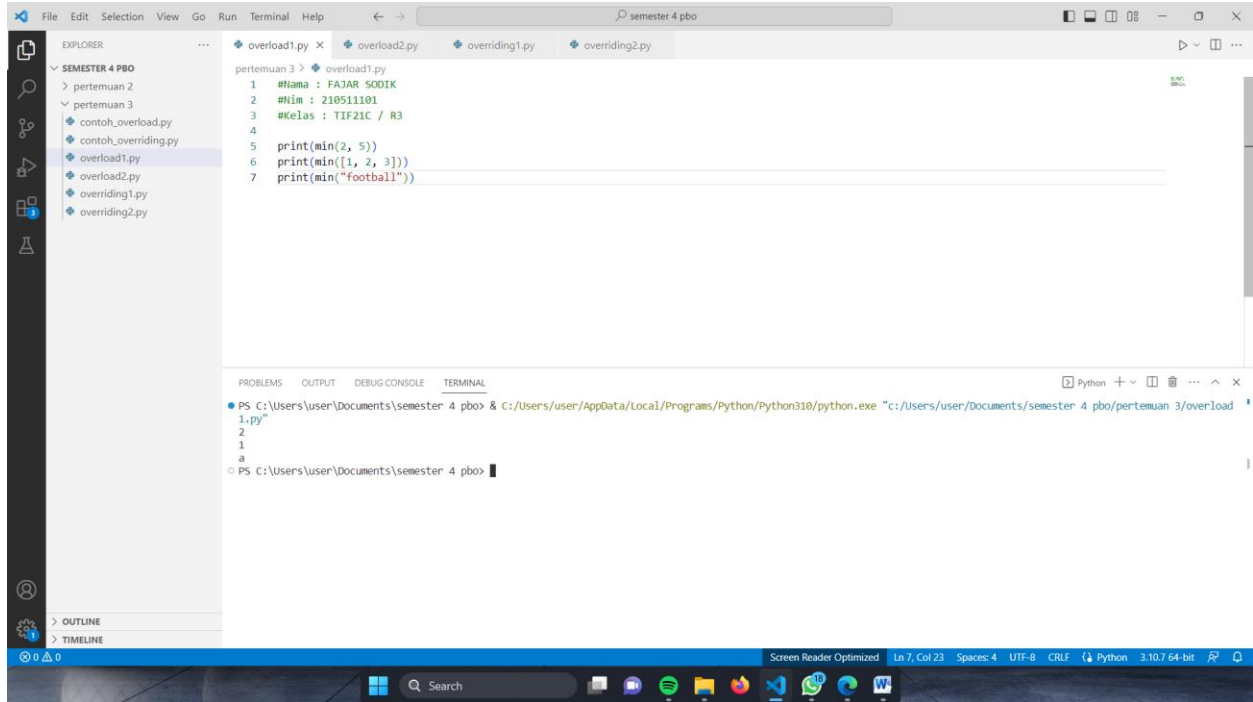 File Edit Selection View Go Run Terminal Help
semester 4 pbo
EXPLORER
overload1.py
overload2.py
overriding1.py
overriding2.py
SEMESTER 4 PBO
pertemuan 2
pertemuan 3
contoh_overload.py
contoh_overriding.py
overload1.py
overload2.py
overriding1.py
overriding2.py
pertemuan 3 > overload1.py
1 #Nama : FAJAR SODIK
2 #Nim : 210511101
3 #Kelas : TIF21C / R3
4
5 print(min(2, 5))
6 print(min([1, 2, 3]))
7 print(min("football"))
PROBLEMS OUTPUT DEBUG CONSOLE TERMINAL
Python
PS C:\Users\user\Documents\semester 4 pbo> & C:/Users/user/AppData/Local/Programs/Python/Python310/python.exe "c:/Users/user/Documents/semester 4 pbo/pertemuan 3/overload
1.py"
2
1
a
PS C:\Users\user\Documents\semester 4 pbo>
3
OUTLINE
TIMELINE
1
0 0
Screen Reader Optimized Ln 7, Col 23 Spaces: 4 UTF-8 CRLF Python 3.10.7 64-bit
Search
18